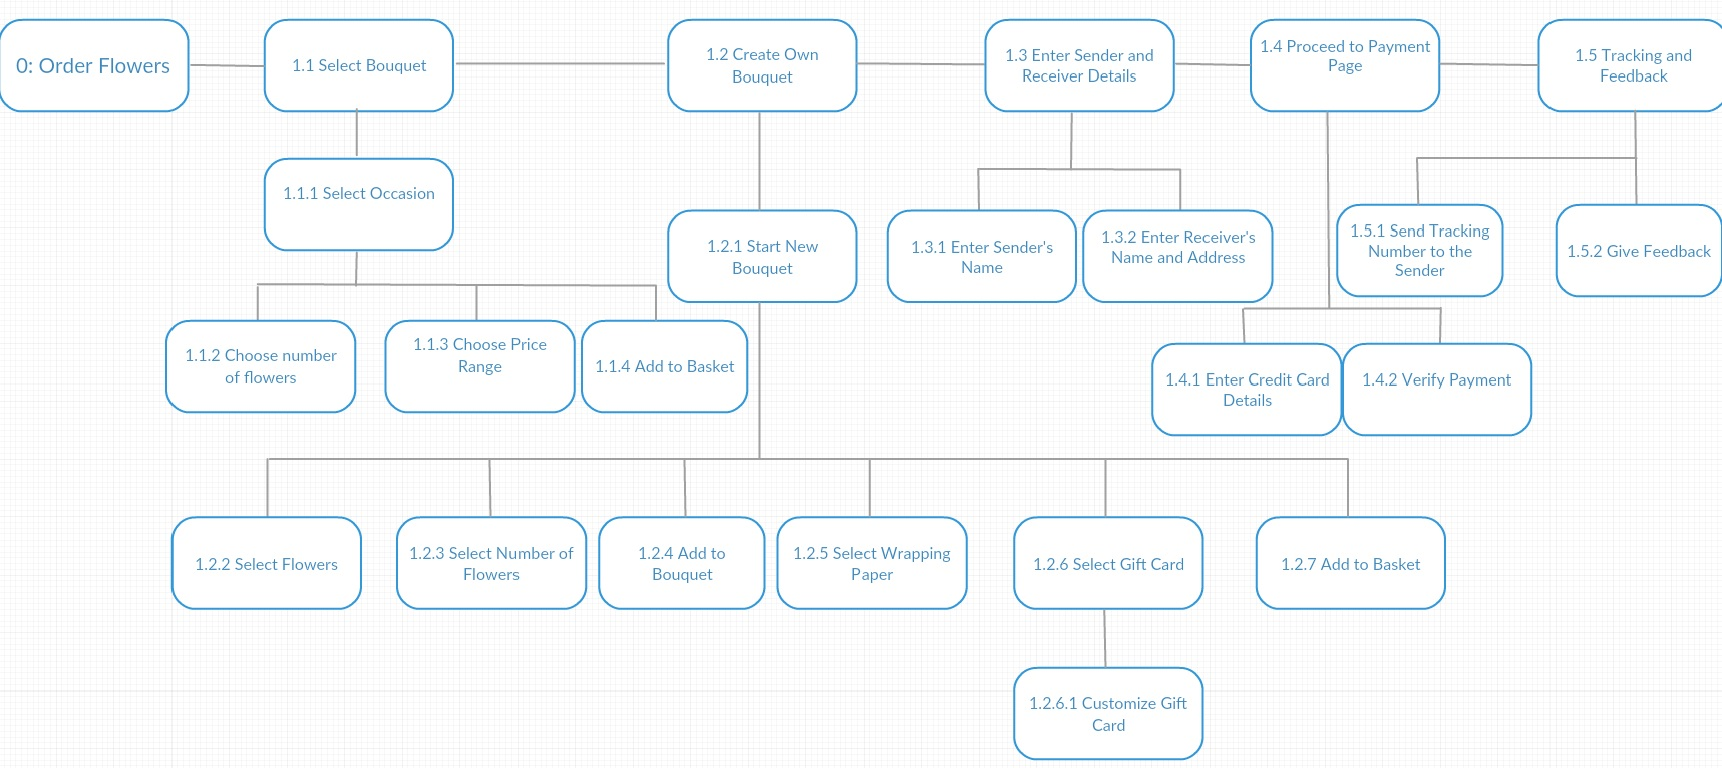 0: Order Flowers
1.1 Select Bouquet
1.2 Create Own
Bouquet
1.3 Enter Sender and
Receiver Details
1.4 Proceed to Payment
Page
1.5 Tracking and
Feedback
1.1.1 Select Occasion
1.2.1 Start New
Bouquet
1.3.1 Enter Sender's
Name
1.3.2 Enter Receiver's
Name and Address
1.5.1 Send Tracking
Number to the
Sender
1.5.2 Give Feedback
1.1.2 Choose number
of flowers
1.1.3 Choose Price
Range
1.1.4 Add to Basket
1.4.1 Enter Credit Card
Details
1.4.2 Verify Payment
1.2.2 Select Flowers
1.2.3 Select Number of
Flowers
1.2.4 Add to
Bouquet
1.2.5 Select Wrapping
Paper
1.2.6 Select Gift Card
1.2.7 Add to Basket
1.2.6.1 Customize Gift
Card